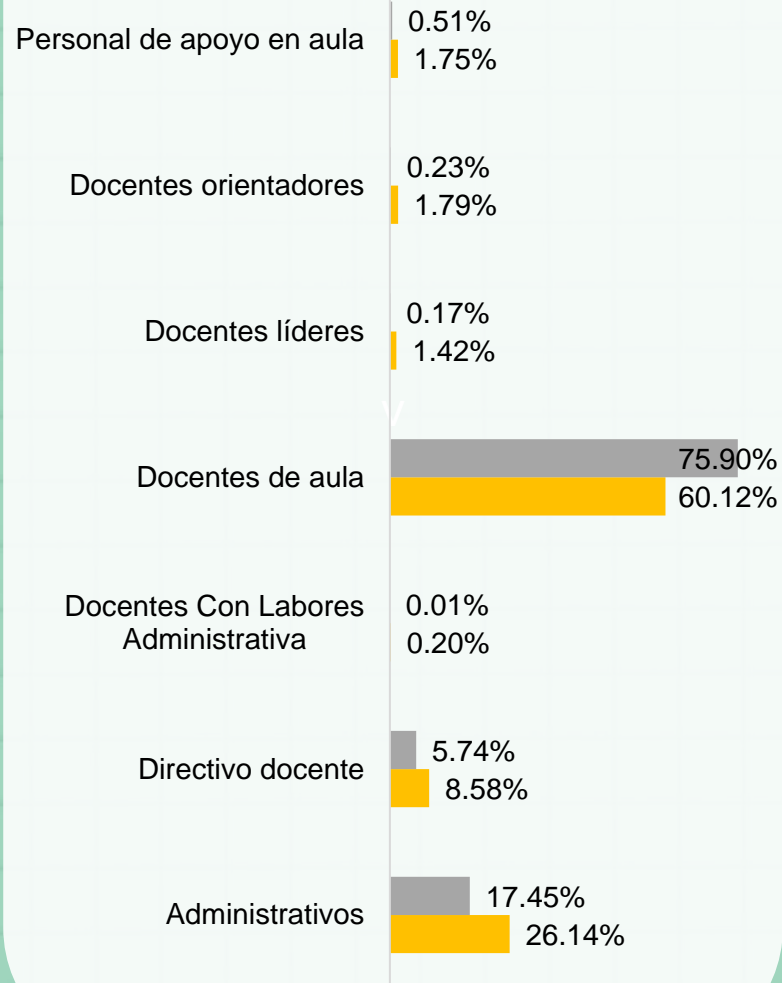 Personal de apoyo en aula
0.51%
1.75%
Docentes orientadores
0.23%
1.79%
Docentes líderes
0.17%
1.42%
V
Docentes de aula
75.90%
60.12%
Docentes Con Labores
Administrativa
0.01%
0.20%
Directivo docente
5.74%
8.58%
Administrativos
17.45%
26.14%